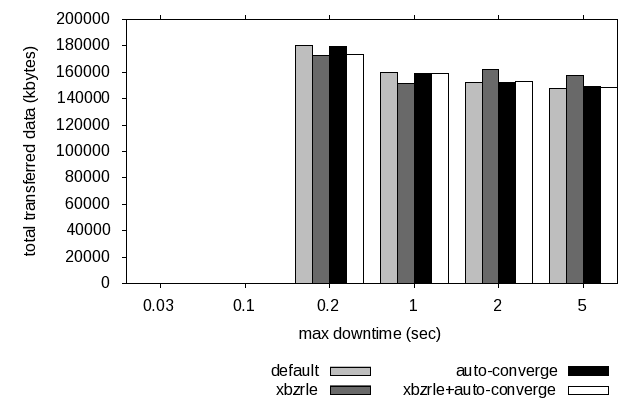 200000
180000
160000
140000
120000
100000
80000
60000
40000
20000
0
total transferred data (kbytes)
0.03 0.1 0.2 1 2 5
max downtime (sec)
default auto-converge
xbzrle xbzrle+auto-converge